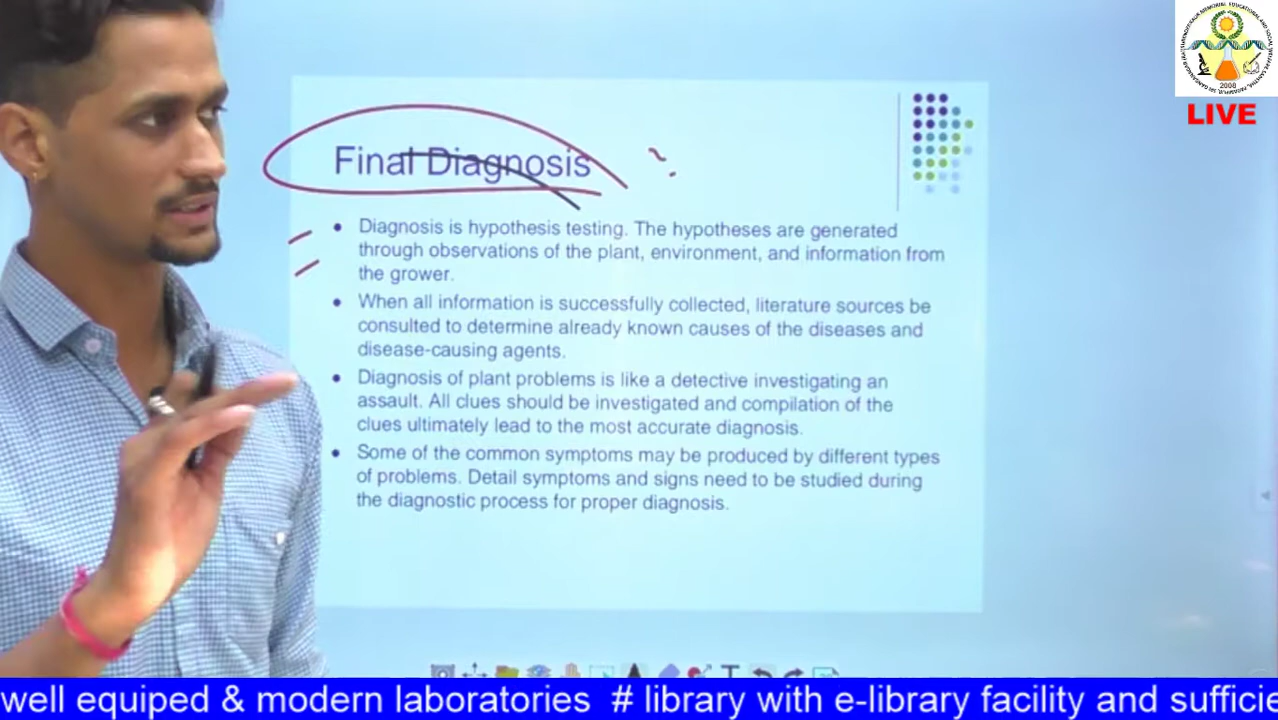 LIVE
Final Diagnosis
Diagnosis is hypothesis testing. The hypotheses are generated
through observations of the plant, environment, and information from
the grower.
When all information is successfully collected, literature sources be
consulted to determine already known causes of the diseases and
disease-causing agents.
Diagnosis of plant problems is like a detective investigating an
assault. All clues should be investigated and compilation of the
clues ultimately lead to the most accurate diagnosis.
Some of the common symptoms may be produced by different types
of problems. Detail symptoms and signs need to be studied during
the diagnostic process for proper diagnosis.
2008
well equiped & modern laboratories # library with e-library facility and sufficie